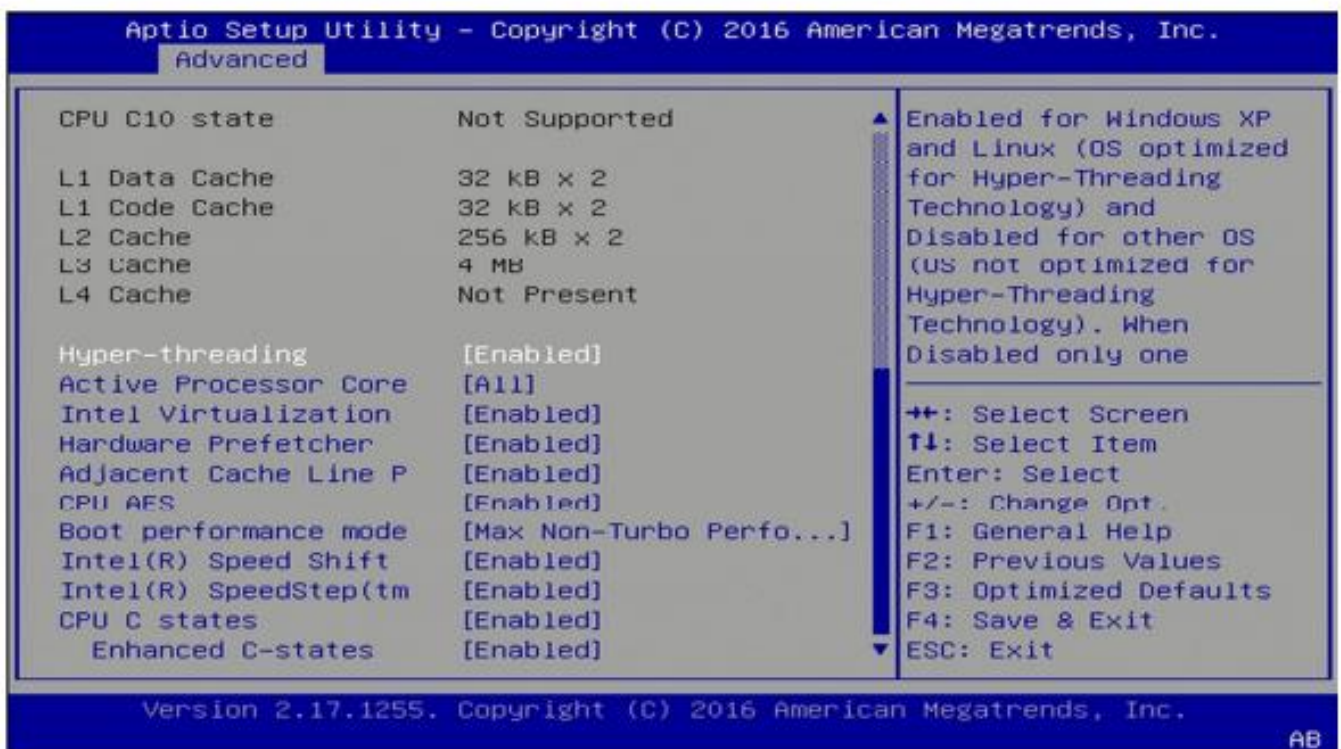 Aptio Setup Utility – Copyright (C) 2016 American Megatrends, Inc.
Advanced
CPU C10 state Not Supported
L1 Data Cache 32 kB x 2
L1 Code Cache 32 kB x 2
L2 Cache 256 kB x 2
L3 Cache 4 MB
L4 Cache Not Present
Hyper-threading [Enabled]
Active Processor Core [All]
Intel Virtualization [Enabled]
Hardware Prefetcher [Enabled]
Adjacent Cache Line P [Enabled]
CPU AES [Enabled]
Boot performance mode [Max Non-Turbo Perfo...]
Intel(R) Speed Shift [Enabled]
Intel(R) SpeedStep(tm [Enabled]
CPU C states [Enabled]
Enhanced C-states [Enabled]
Enabled for Windows XP
and Linux (OS optimized
for Hyper-Threading
Technology) and
Disabled for other OS
(OS not optimized for
Hyper-Threading
Technology). When
Disabled only one
→←: Select Screen
↑↓: Select Item
Enter: Select
+/-: Change Opt.
F1: General Help
F2: Previous Values
F3: Optimized Defaults
F4: Save & Exit
ESC: Exit
Version 2.17.1255. Copyright (C) 2016 American Megatrends, Inc.
AB